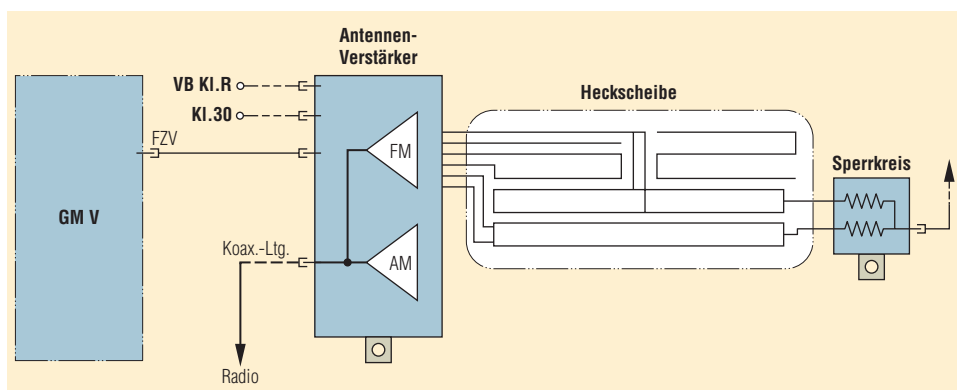 Antennen-
Verstärker
VB Kl.R
Kl.30
FZV
GM V
FM
AM
Koax.-Ltg.
Radio
Heckscheibe
Sperrkreis